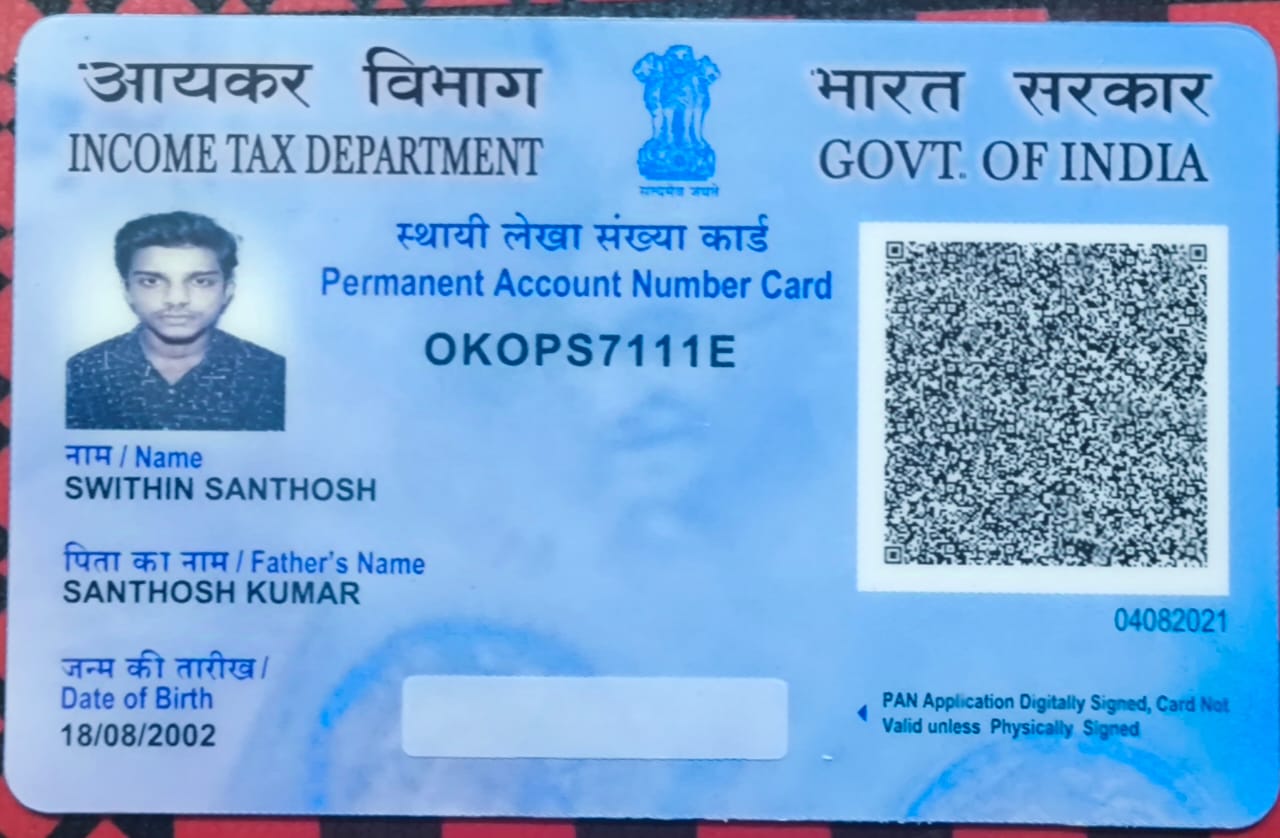 आयकर विभाग
INCOME TAX DEPARTMENT
सत्यमेव जयते
भारत सरकार
GOVT. OF INDIA
स्थायी लेखा संख्या कार्ड
Permanent Account Number Card
OKOPS7111E
नाम / Name
SWITHIN SANTHOSH
पिता का नाम / Father's Name
SANTHOSH KUMAR
जन्म की तारीख /
Date of Birth
18/08/2002
04082021
PAN Application Digitally Signed, Card Not
Valid unless Physically Signed